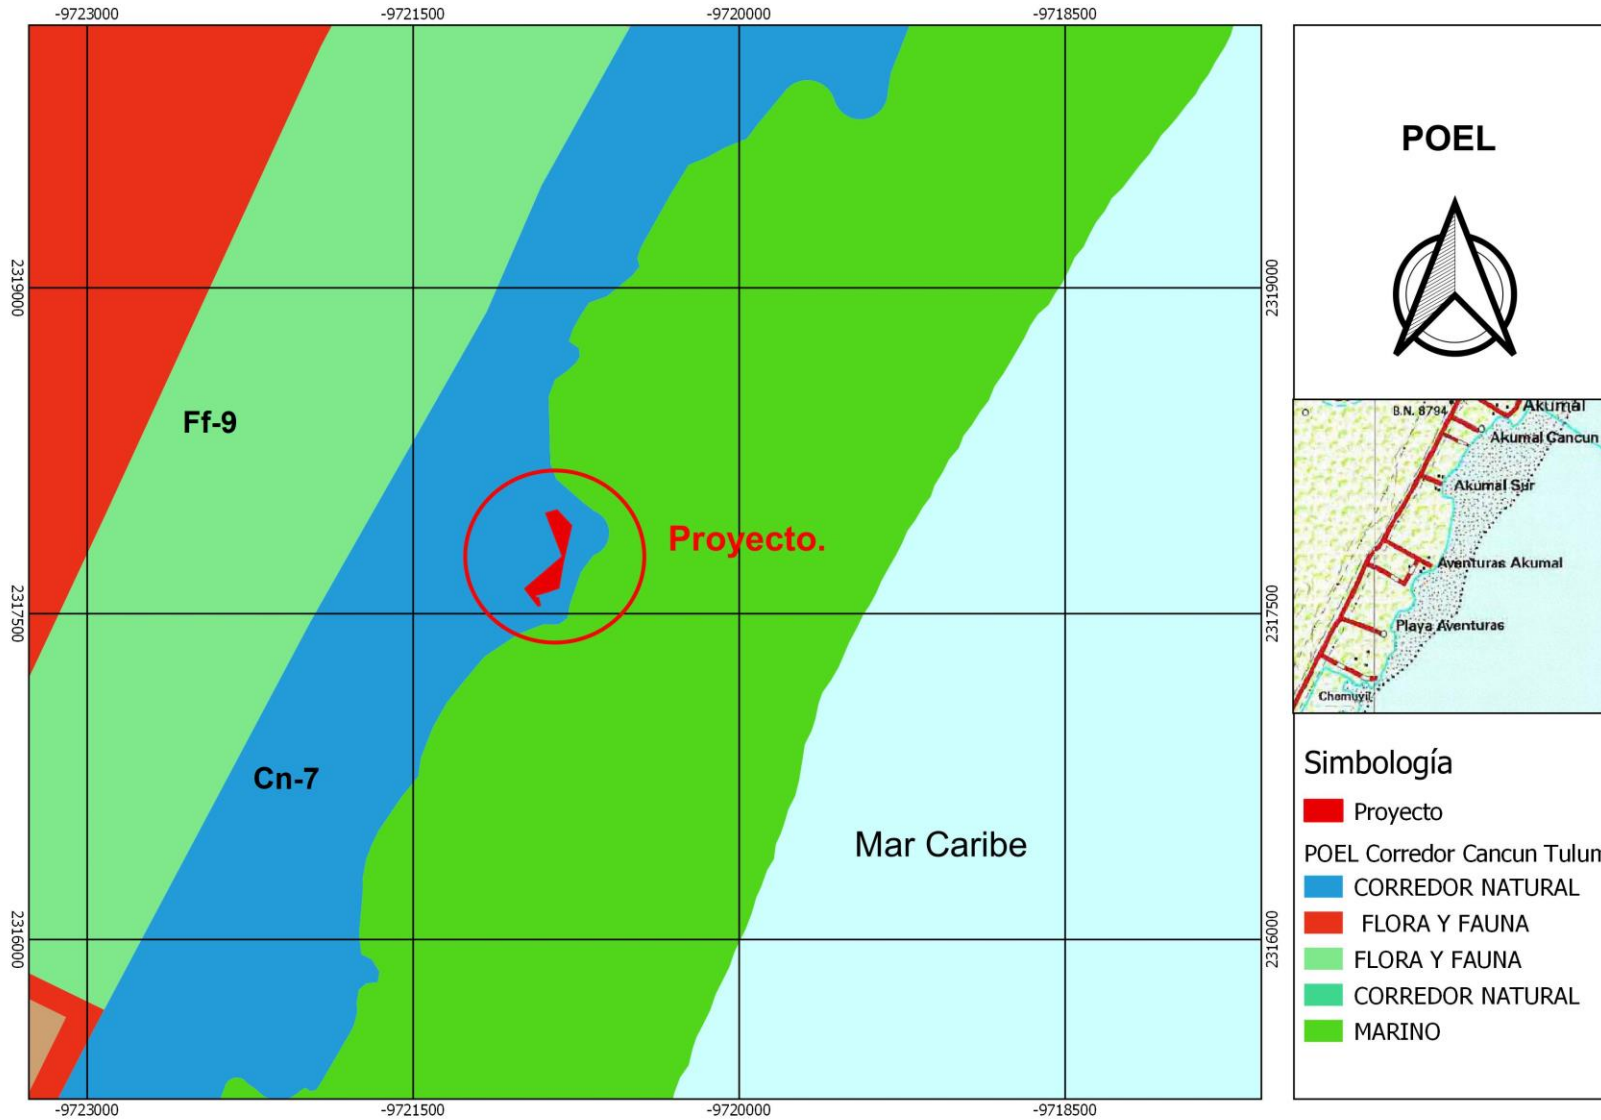 -9723000
-9721500
-9720000
-9718500
2319000
2319000
Ff-9
Proyecto.
2317500
2317500
Cn-7
Mar Caribe
2316000
2316000
-9723000
-9721500
-9720000
-9718500
POEL
B.N. 8794
Akumal
Akumal Cancun
Akumal Sur
Aventuras Akumal
Playa Aventuras
Chemuyil
Simbología
Proyecto
POEL Corredor Cancun Tulum
CORREDOR NATURAL
FLORA Y FAUNA
FLORA Y FAUNA
CORREDOR NATURAL
MARINO